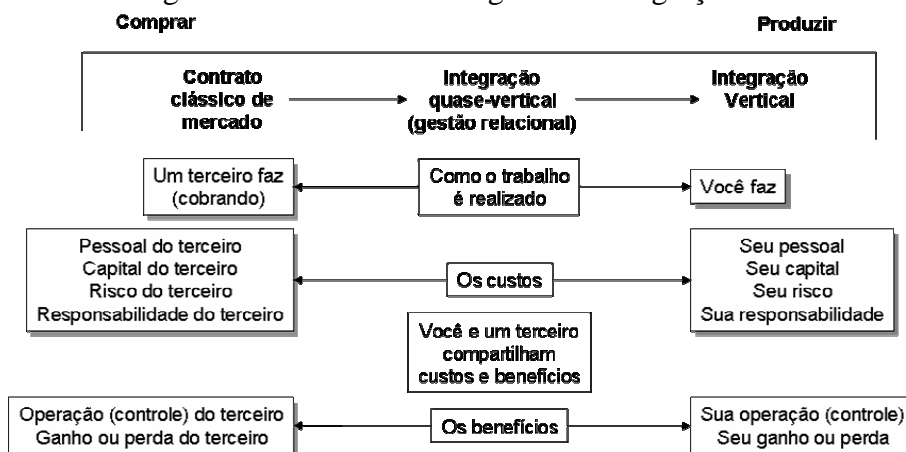 Comprar
Produzir
Contrato
clássico de
mercado
Integração
quase-vertical
(gestão relacional)
Integração
Vertical
Um terceiro faz
(cobrando)
Como o trabalho
é realizado
Você faz
Pessoal do terceiro
Capital do terceiro
Risco do terceiro
Responsabilidade do terceiro
Os custos
Seu pessoal
Seu capital
Seu risco
Sua responsabilidade
Você e um terceiro
compartilham
custos e benefícios
Operação (controle) do terceiro
Ganho ou perda do terceiro
Os benefícios
Sua operação (controle)
Seu ganho ou perda